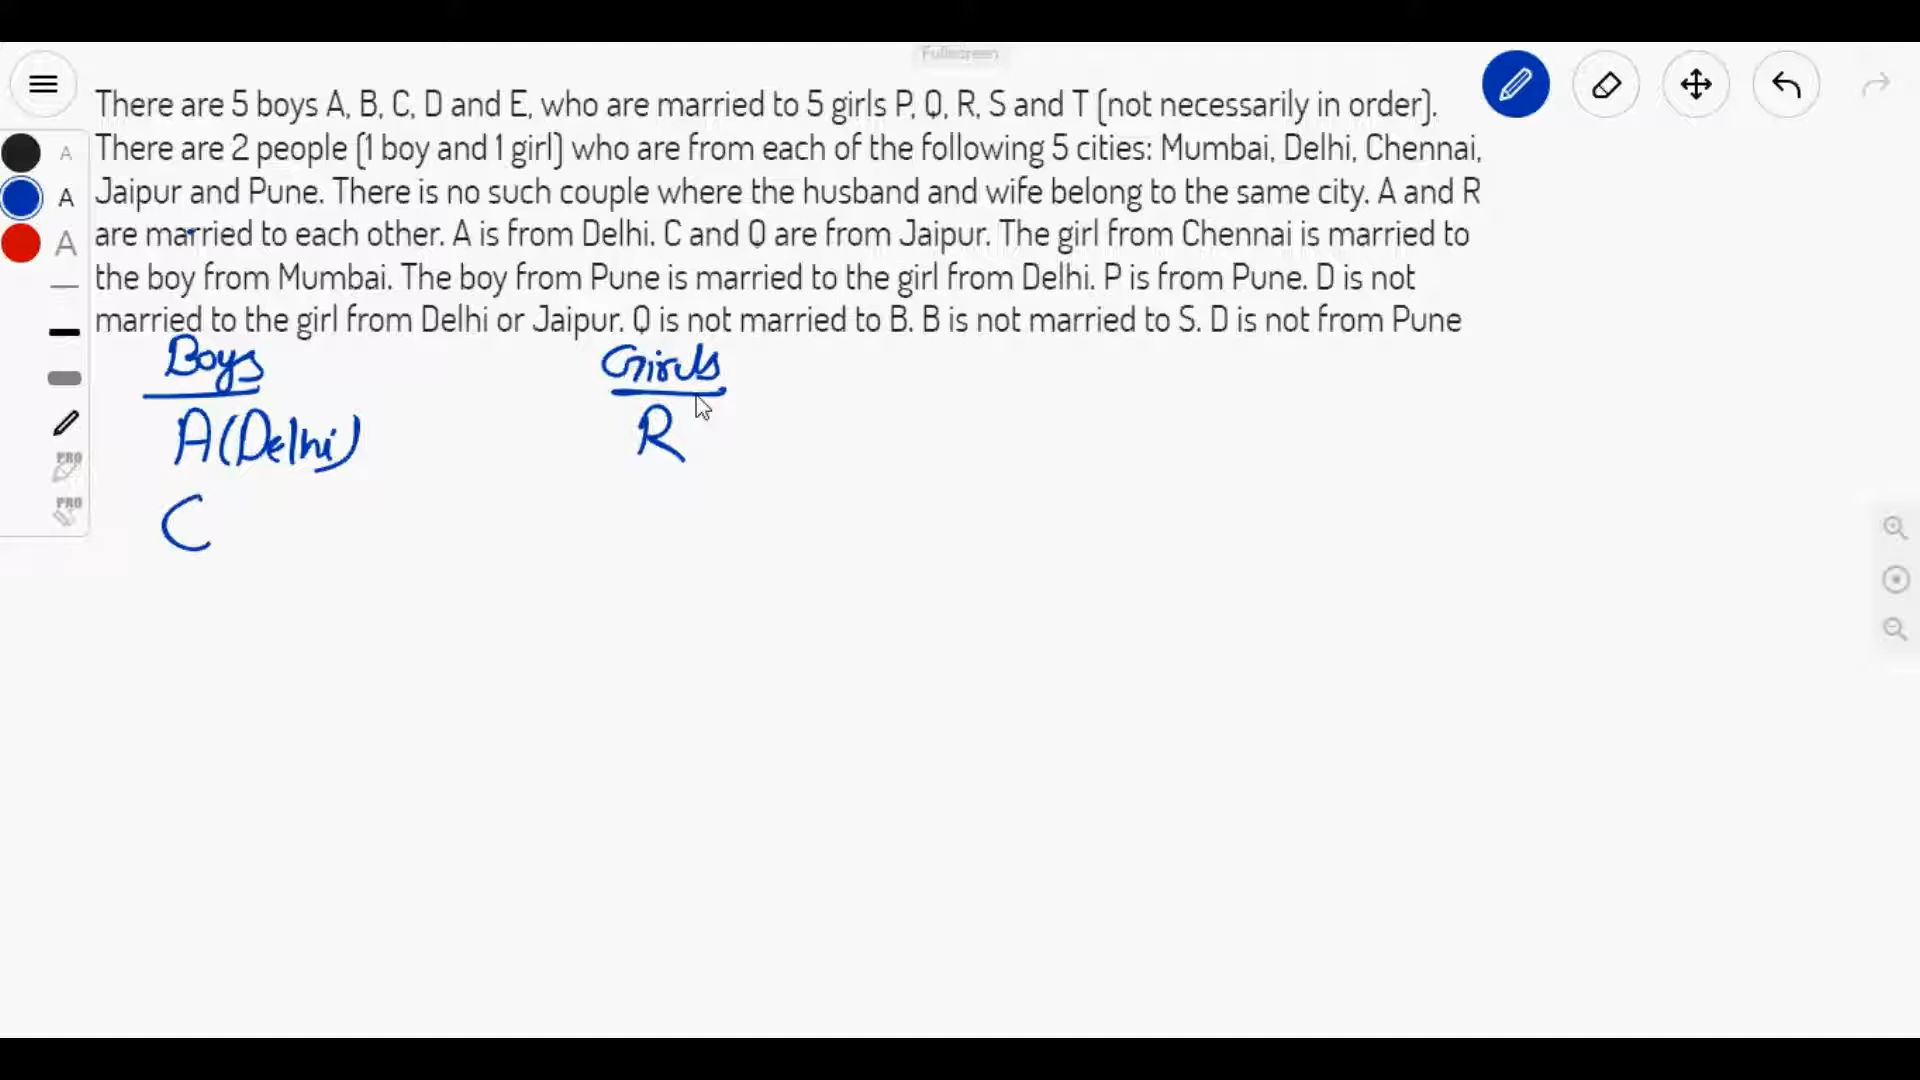 Fullscreen
There are 5 boys A, B, C, D and E, who are married to 5 girls P, Q, R, S and T (not necessarily in order).
There are 2 people (1 boy and 1 girl) who are from each of the following 5 cities: Mumbai, Delhi, Chennai,
Jaipur and Pune. There is no such couple where the husband and wife belong to the same city. A and R
are married to each other. A is from Delhi. C and Q are from Jaipur. The girl from Chennai is married to
the boy from Mumbai. The boy from Pune is married to the girl from Delhi. P is from Pune. D is not
married to the girl from Delhi or Jaipur. Q is not married to B. B is not married to S. D is not from Pune
A
A
A
PRO
PRO
Boys Girls
A(Delhi) R
C